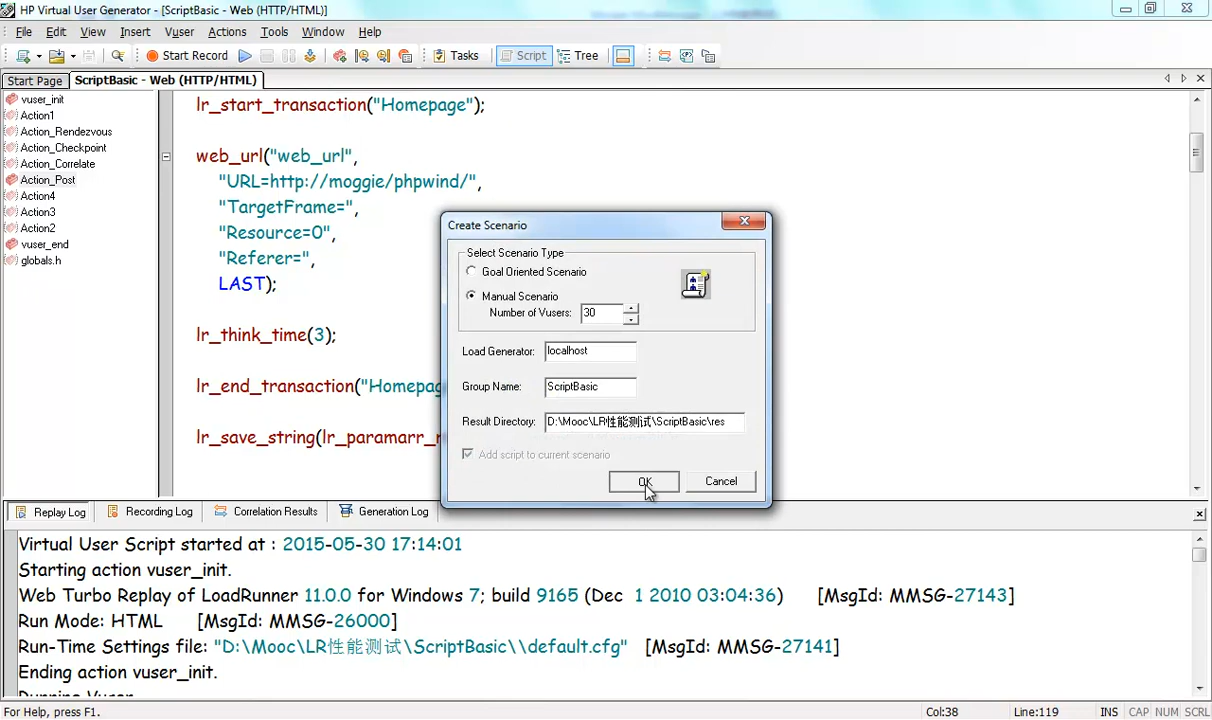 HP Virtual User Generator - [ScriptBasic - Web (HTTP/HTML)]
File Edit View Insert Vuser Actions Tools Window Help
Start Record Tasks Script Tree
Start Page ScriptBasic - Web (HTTP/HTML)
vuser_init
Action1
Action_Rendezvous
Action_Checkpoint
Action_Correlate
Action_Post
Action4
Action3
Action2
vuser_end
globals.h
lr_start_transaction("Homepage");
web_url("web_url",
"URL=http://moggie/phpwind/",
"TargetFrame=",
"Resource=0",
"Referer=",
LAST);
lr_think_time(3);
lr_end_transaction("Homepag
lr_save_string(lr_paramarr_r
Create Scenario
Select Scenario Type
Goal Oriented Scenario
Manual Scenario
Number of Vusers: 30
Load Generator: localhost
Group Name: ScriptBasic
Result Directory: D:\Mooc\LR性能测试\ScriptBasic\res
Add script to current scenario
OK Cancel
Replay Log Recording Log Correlation Results Generation Log
Virtual User Script started at : 2015-05-30 17:14:01
Starting action vuser_init.
Web Turbo Replay of LoadRunner 11.0.0 for Windows 7; build 9165 (Dec 1 2010 03:04:36) [MsgId: MMSG-27143]
Run Mode: HTML [MsgId: MMSG-26000]
Run-Time Settings file: "D:\Mooc\LR性能测试\ScriptBasic\\default.cfg" [MsgId: MMSG-27141]
Ending action vuser_init.
Running Vuser
For Help, press F1. Col:38 Line:119 INS CAP NUM SCRL